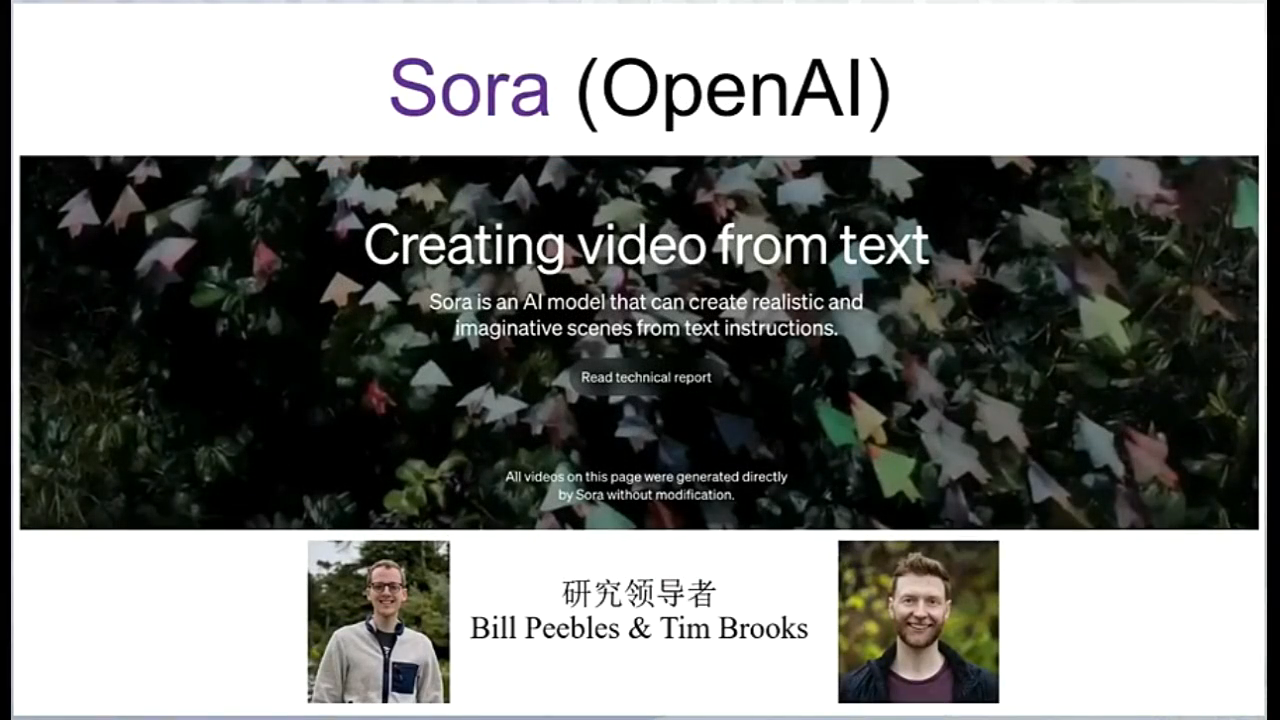 Sora (OpenAI)
Creating video from text
Sora is an AI model that can create realistic and
imaginative scenes from text instructions.
Read technical report
All videos on this page were generated directly
by Sora without modification.
研究领导者
Bill Peebles & Tim Brooks